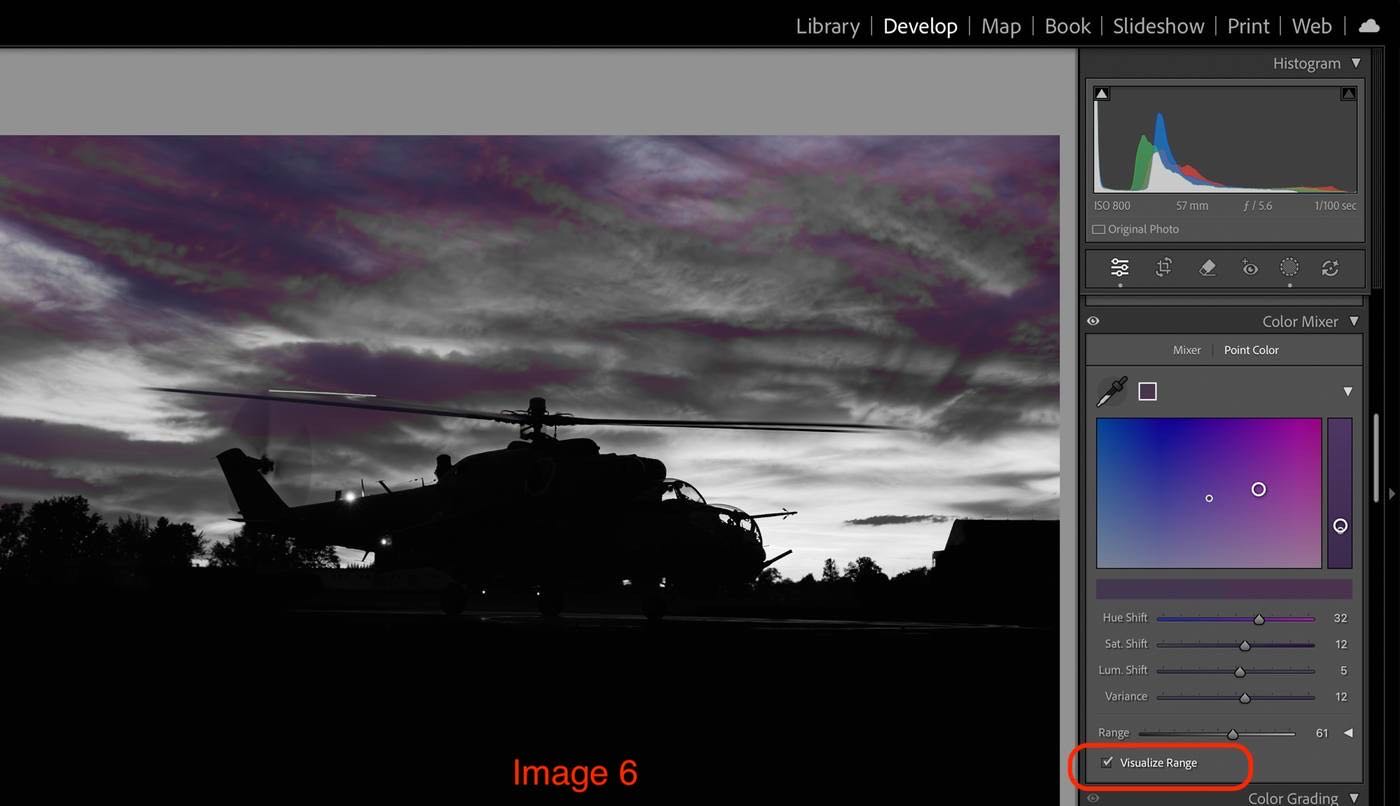 Library | Develop | Map | Book | Slideshow | Print | Web |
Histogram
ISO 800 57 mm ƒ / 5.6 1/100 sec
Original Photo
Color Mixer
Mixer | Point Color
Hue Shift 32
Sat. Shift 12
Lum. Shift 5
Variance 12
Range 61
Visualize Range
Image 6
Color Grading